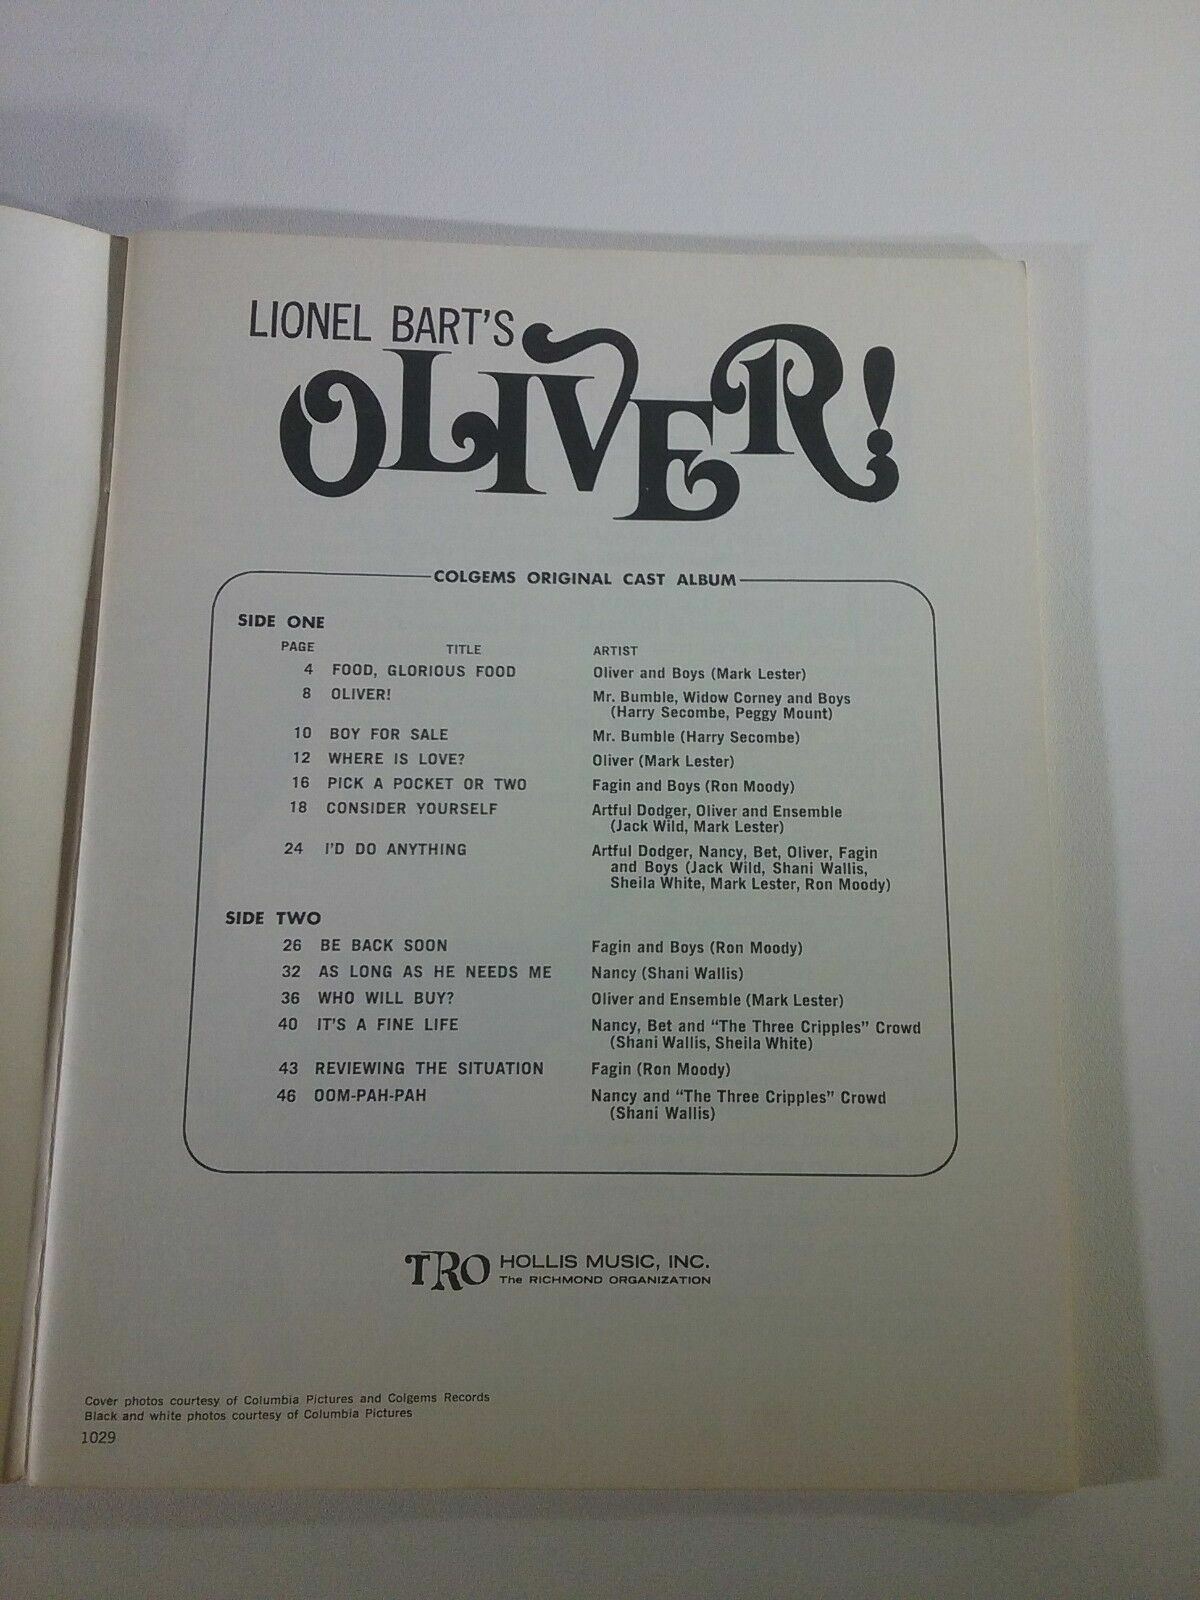 LIONEL BART'S
OLIVER!
COLGEMS ORIGINAL CAST ALBUM
SIDE ONE
PAGE TITLE ARTIST
4 FOOD, GLORIOUS FOOD Oliver and Boys (Mark Lester)
8 OLIVER! Mr. Bumble, Widow Corney and Boys
(Harry Secombe, Peggy Mount)
10 BOY FOR SALE Mr. Bumble (Harry Secombe)
12 WHERE IS LOVE? Oliver (Mark Lester)
16 PICK A POCKET OR TWO Fagin and Boys (Ron Moody)
18 CONSIDER YOURSELF Artful Dodger, Oliver and Ensemble
(Jack Wild, Mark Lester)
24 I'D DO ANYTHING Artful Dodger, Nancy, Bet, Oliver, Fagin
and Boys (Jack Wild, Shani Wallis,
Sheila White, Mark Lester, Ron Moody)
SIDE TWO
26 BE BACK SOON Fagin and Boys (Ron Moody)
32 AS LONG AS HE NEEDS ME Nancy (Shani Wallis)
36 WHO WILL BUY? Oliver and Ensemble (Mark Lester)
40 IT'S A FINE LIFE Nancy, Bet and "The Three Cripples" Crowd
(Shani Wallis, Sheila White)
43 REVIEWING THE SITUATION Fagin (Ron Moody)
46 OOM-PAH-PAH Nancy and "The Three Cripples" Crowd
(Shani Wallis)
TRO HOLLIS MUSIC, INC.
The RICHMOND ORGANIZATION
Cover photos courtesy of Columbia Pictures and Colgems Records
Black and white photos courtesy of Columbia Pictures
1029